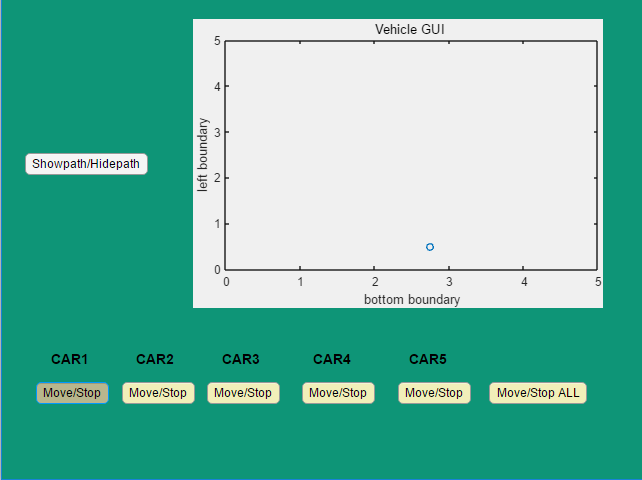 Vehicle GUI
5
4
3
2
1
0
left boundary
0 1 2 3 4 5
bottom boundary
Showpath/Hidepath
CAR1 CAR2 CAR3 CAR4 CAR5
Move/Stop Move/Stop Move/Stop Move/Stop Move/Stop Move/Stop ALL